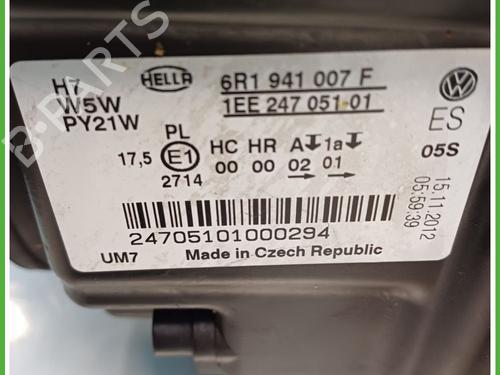 H7
W5W
PY21W
HELLA
6R1 941 007 F
1EE 247 051-01
VW
ES
05S
15.11.2012
05:59:39
17,5
PL
E1
2714
HC HR A 1a
00 00 02 01
24705101000294
UM7
Made in Czech Republic